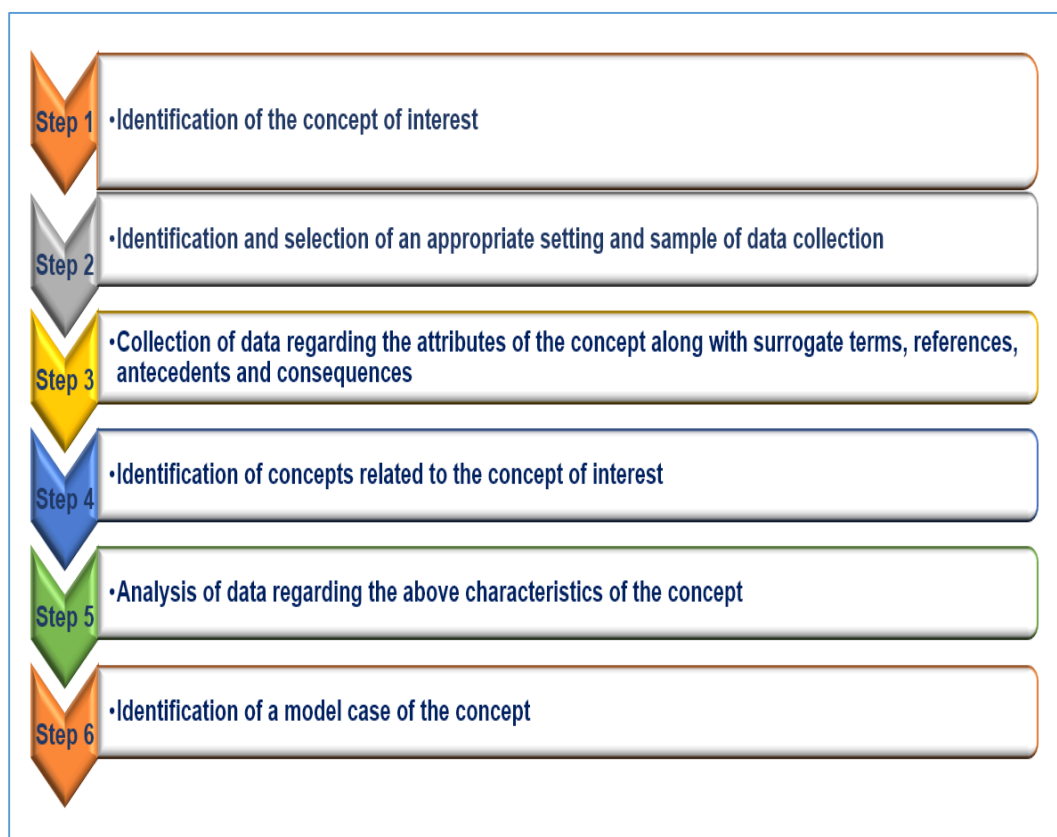 Step 1
•Identification of the concept of interest
Step 2
•Identification and selection of an appropriate setting and sample of data collection
Step 3
•Collection of data regarding the attributes of the concept along with surrogate terms, references,
antecedents and consequences
Step 4
•Identification of concepts related to the concept of interest
Step 5
•Analysis of data regarding the above characteristics of the concept
Step 6
•Identification of a model case of the concept